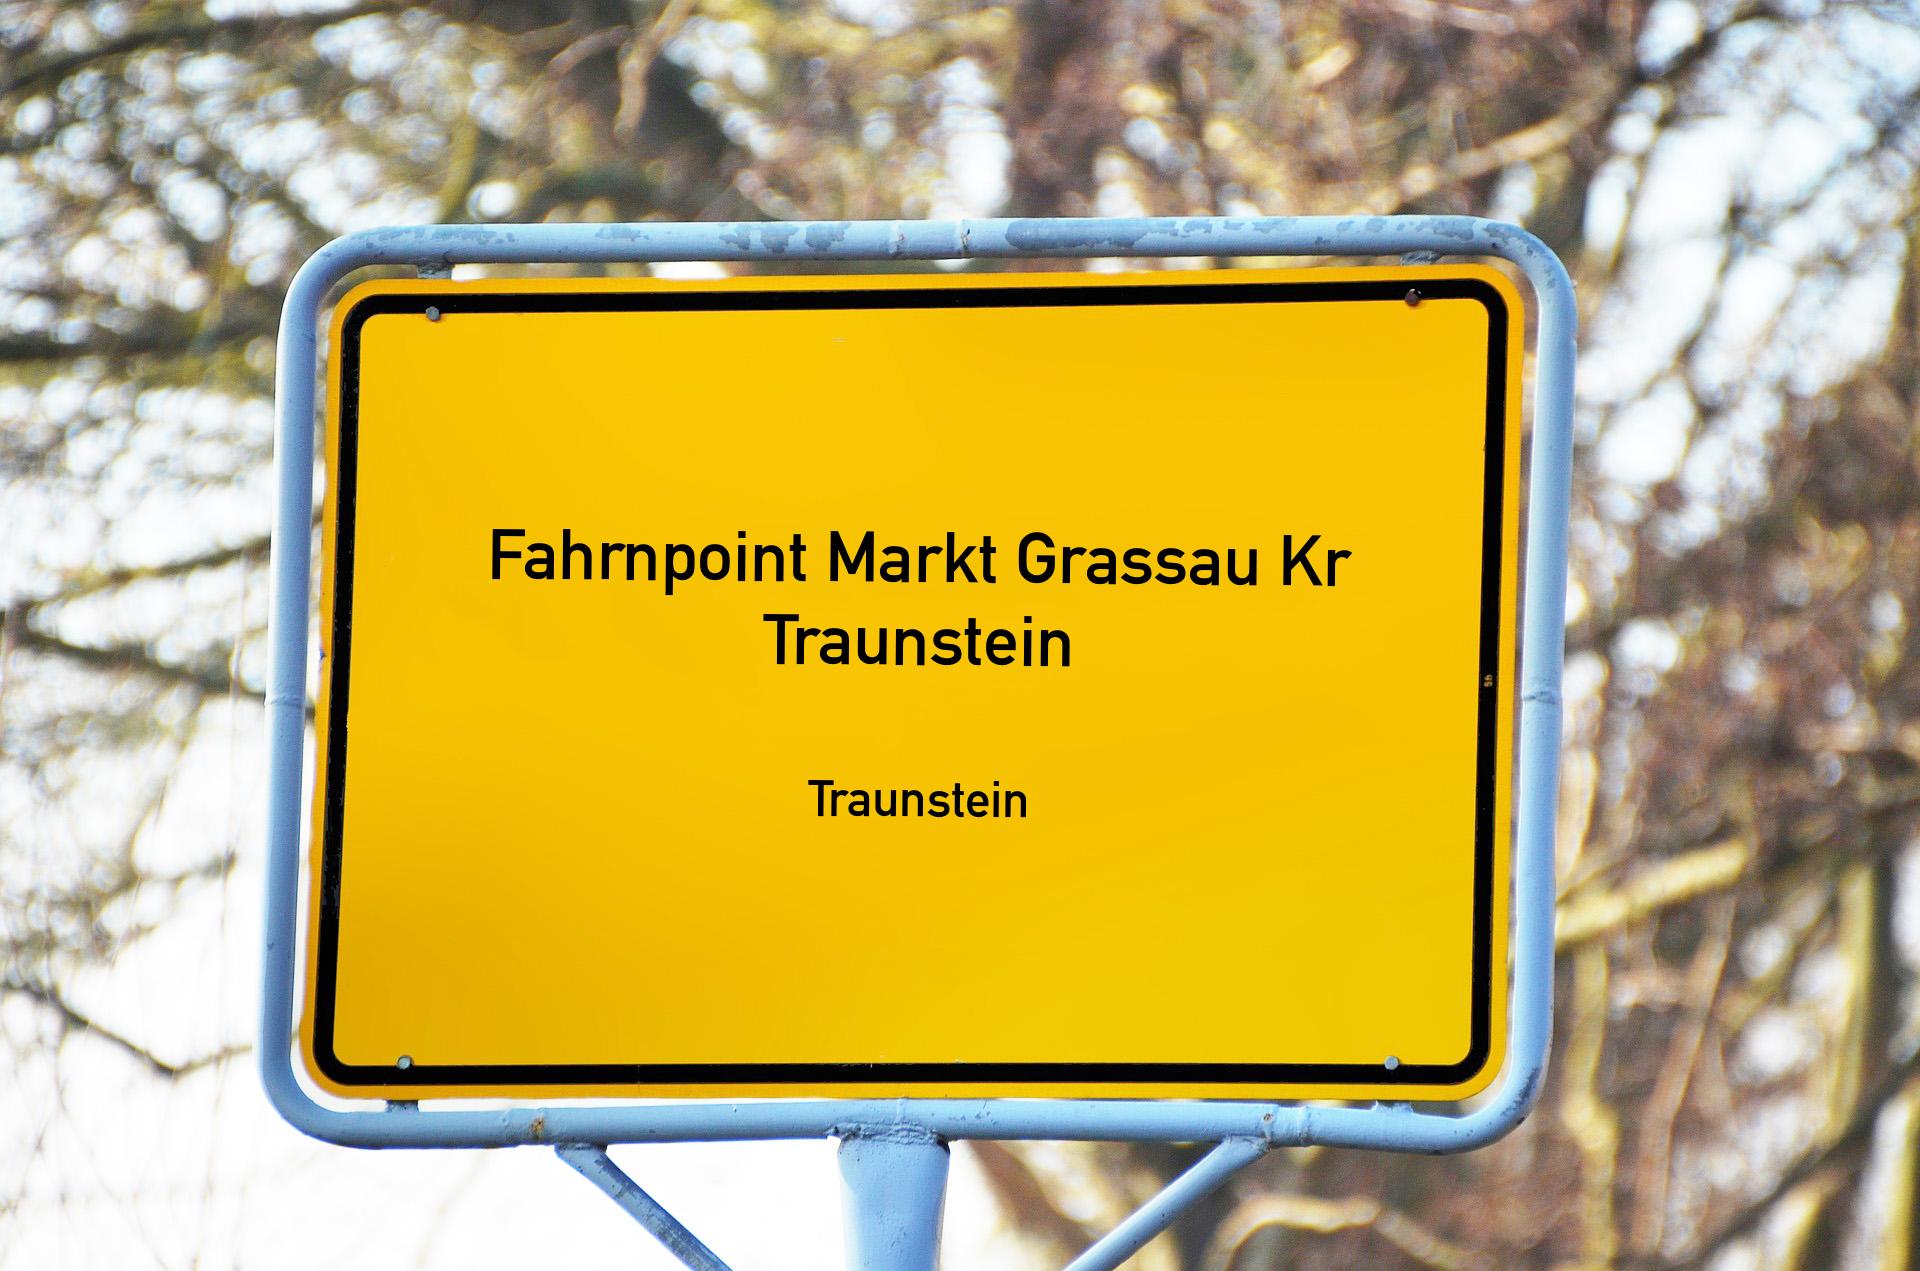 Fahrnpoint Markt Grassau Kr
Traunstein
Traunstein